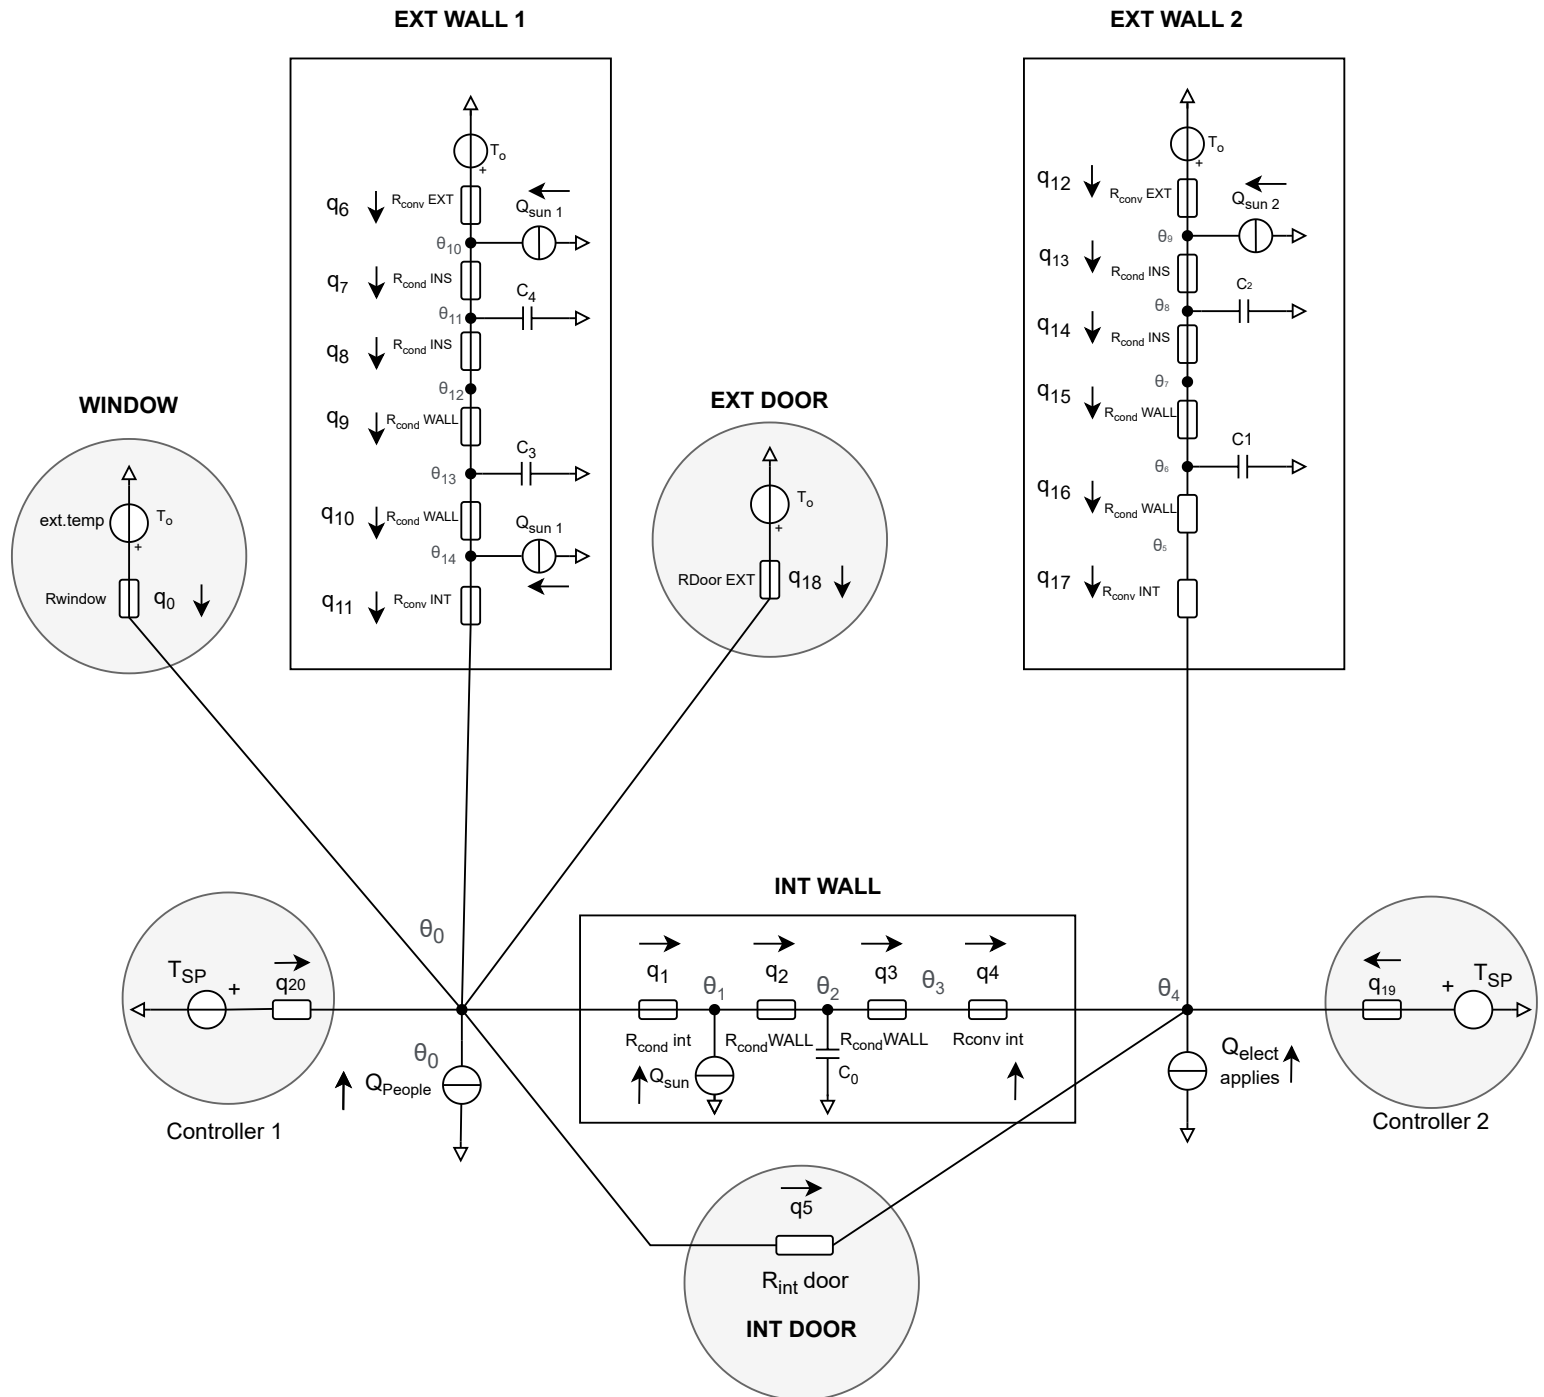 EXT WALL 1
EXT WALL 2
To
+
q6
Rconv EXT
Qsun 1
θ10
q7
Rcond INS
C4
θ11
q8
Rcond INS
θ12
q9
Rcond WALL
C3
θ13
q10
Rcond WALL
Qsun 1
θ14
q11
Rconv INT
To
+
q12
Rconv EXT
Qsun 2
θ9
q13
Rcond INS
C2
θ8
q14
Rcond INS
θ7
q15
Rcond WALL
C1
θ6
q16
Rcond WALL
θ5
q17
Rconv INT
WINDOW
ext.temp
To
+
Rwindow
q0
EXT DOOR
To
+
RDoor EXT
q18
INT WALL
θ0
TSP
+
q20
Controller 1
θ0
QPeople
q1
q2
q3
q4
θ1
θ2
θ3
Rcond int
RcondWALL
RcondWALL
Rconv int
Qsun
C0
θ4
q19
+
TSP
Qelect
applies
Controller 2
q5
Rint door
INT DOOR